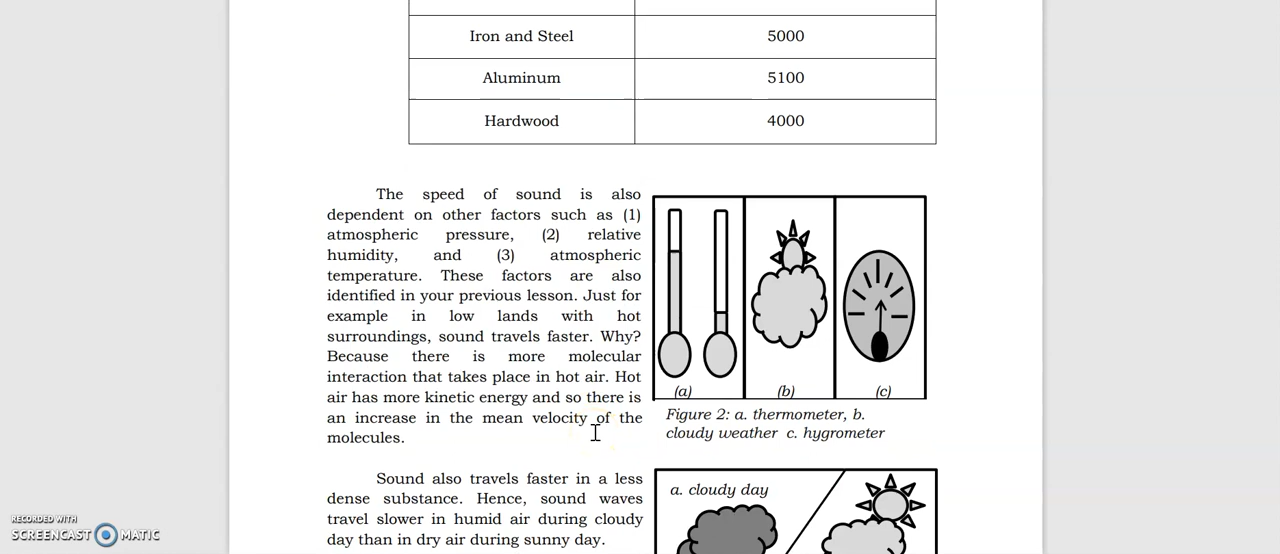 Iron and Steel 5000
Aluminum 5100
Hardwood 4000
The speed of sound is also
dependent on other factors such as (1)
atmospheric pressure, (2) relative
humidity, and (3) atmospheric
temperature. These factors are also
identified in your previous lesson. Just for
example in low lands with hot
surroundings, sound travels faster. Why?
Because there is more molecular
interaction that takes place in hot air. Hot
air has more kinetic energy and so there is
an increase in the mean velocity of the
molecules.
(a) (b) (c)
Figure 2: a. thermometer, b.
cloudy weather c. hygrometer
Sound also travels faster in a less
dense substance. Hence, sound waves
travel slower in humid air during cloudy
day than in dry air during sunny day.
a. cloudy day
RECORDED WITH
SCREENCAST MATIC